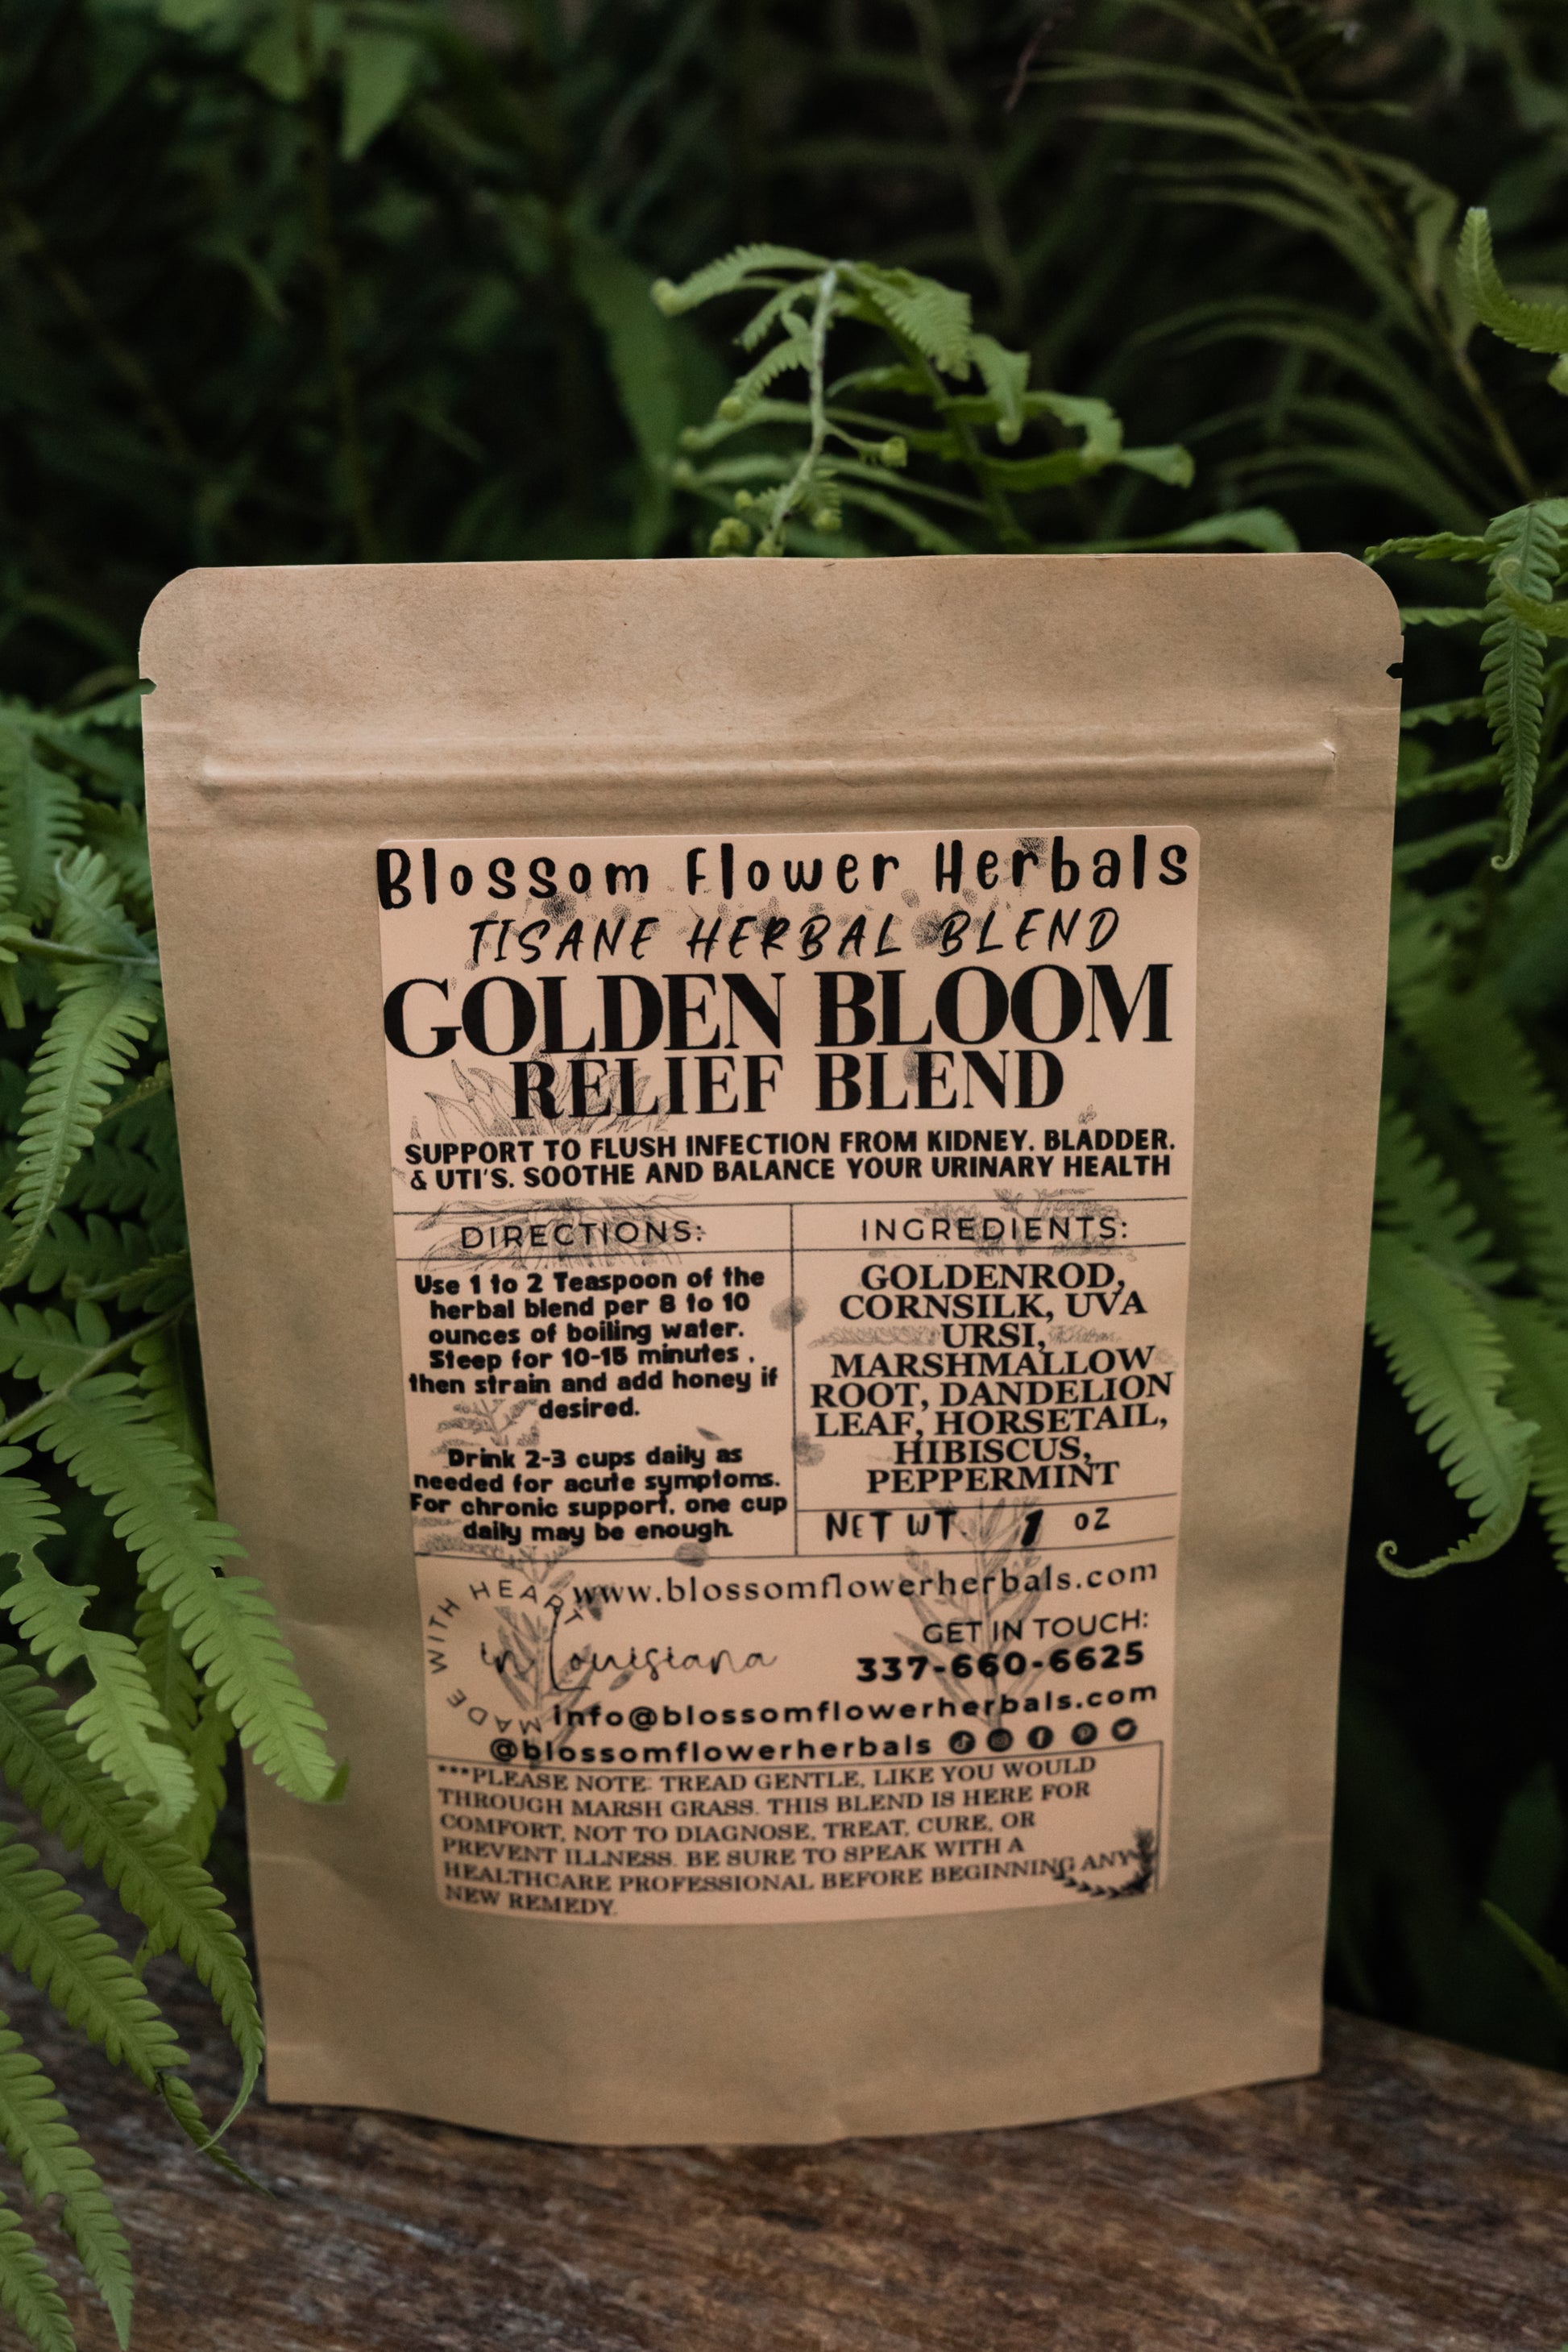 Blossom Flower Herbals
TISANE HERBAL BLEND
GOLDEN BLOOM
RELIEF BLEND
SUPPORT TO FLUSH INFECTION FROM KIDNEY. BLADDER.
& UTI'S. SOOTHE AND BALANCE YOUR URINARY HEALTH
DIRECTIONS:
Use 1 to 2 Teaspoon of the
herbal blend per 8 to 10
ounces of boiling water.
Steep for 10-15 minutes ,
then strain and add honey if
desired.
Drink 2-3 cups daily as
needed for acute symptoms.
For chronic support, one cup
daily may be enough.
INGREDIENTS:
GOLDENROD,
CORNSILK, UVA
URSI,
MARSHMALLOW
ROOT, DANDELION
LEAF, HORSETAIL,
HIBISCUS,
PEPPERMINT
NET WT. 1 OZ
www.blossomflowerherbals.com
MADE WITH HEART
in Louisiana
GET IN TOUCH:
337-660-6625
info@blossomflowerherbals.com
@blossomflowerherbals
***PLEASE NOTE: TREAD GENTLE, LIKE YOU WOULD
THROUGH MARSH GRASS. THIS BLEND IS HERE FOR
COMFORT, NOT TO DIAGNOSE, TREAT, CURE, OR
PREVENT ILLNESS. BE SURE TO SPEAK WITH A
HEALTHCARE PROFESSIONAL BEFORE BEGINNING ANY
NEW REMEDY.